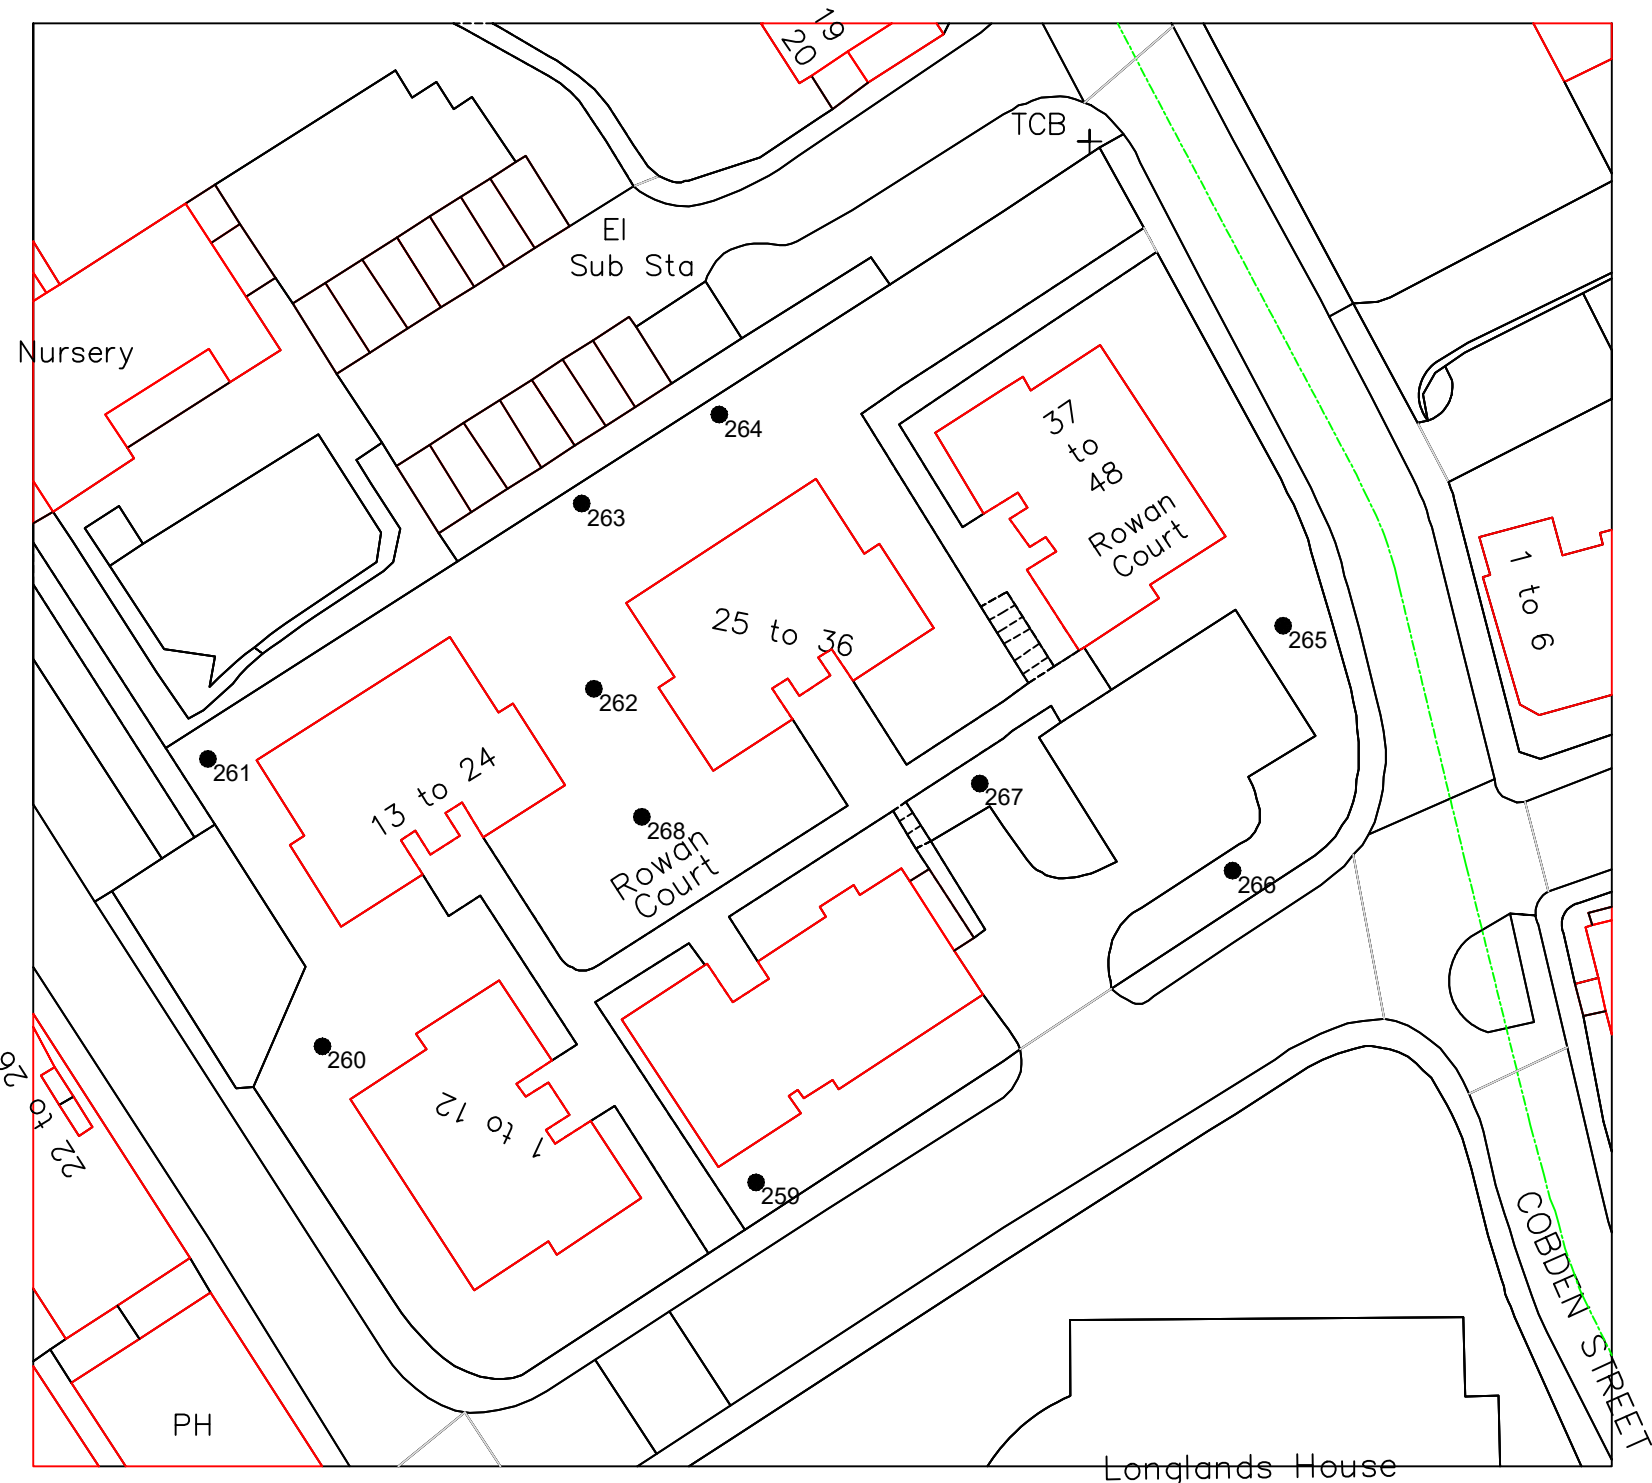 19
20
TCB
El
Sub Sta
Nursery
264
263
37
to
48
Rowan
Court
1 to 6
25 to 36
265
262
261
13 to 24
267
268
Rowan
Court
266
260
26
to
22
1 to 12
259
COBDEN STREET
PH
Longlands House